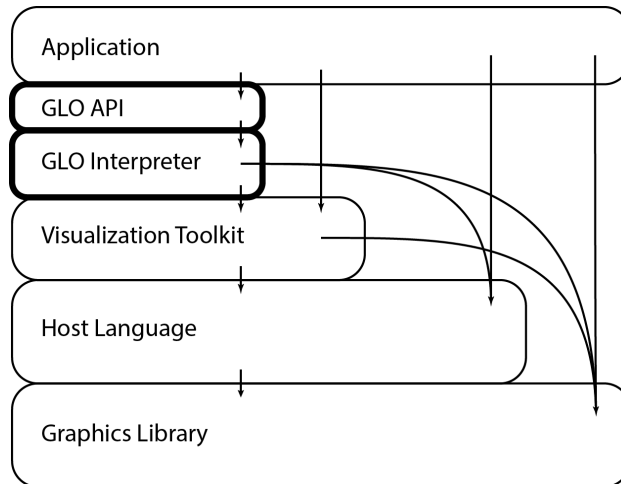 Application
GLO API
GLO Interpreter
Visualization Toolkit
Host Language
Graphics Library